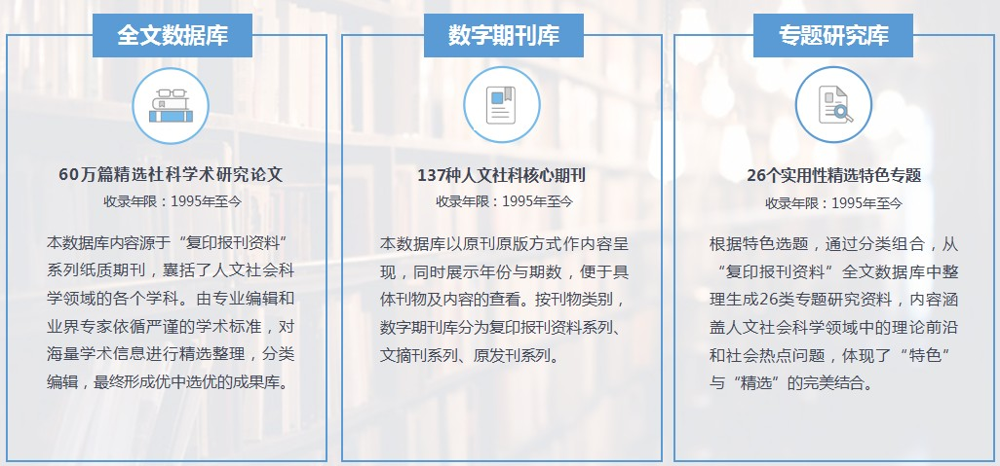 全文数据库
60万篇精选社科学术研究论文
收录年限：1995年至今
本数据库内容源于“复印报刊资料”
系列纸质期刊，囊括了人文社会科
学领域的各个学科。由专业编辑和
业界专家依循严谨的学术标准，对
海量学术信息进行精选整理，分类
编辑，最终形成优中选优的成果库。
数字期刊库
137种人文社科核心期刊
收录年限：1995年至今
本数据库以原刊原版方式作内容呈
现，同时展示年份与期数，便于具
体刊物及内容的查看。按刊物类别，
数字期刊库分为复印报刊资料系列、
文摘刊系列、原发刊系列。
专题研究库
26个实用性精选特色专题
收录年限：1995年至今
根据特色选题，通过分类组合，从
“复印报刊资料”全文数据库中整
理生成26类专题研究资料，内容涵
盖人文社会科学领域中的理论前沿
和社会热点问题，体现了“特色”
与“精选”的完美结合。